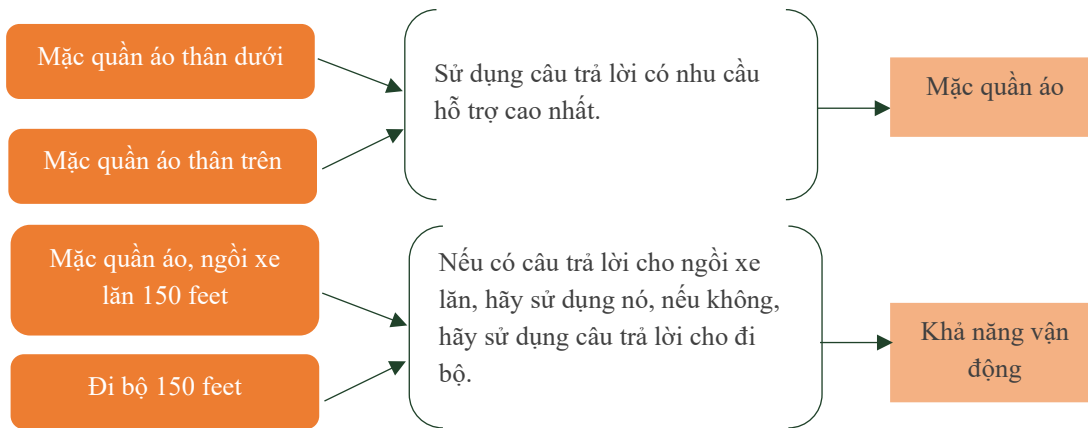 Mặc quần áo thân dưới
Mặc quần áo thân trên
Sử dụng câu trả lời có nhu cầu
hỗ trợ cao nhất.
Mặc quần áo
Mặc quần áo, ngồi xe
lăn 150 feet
Đi bộ 150 feet
Nếu có câu trả lời cho ngồi xe
lăn, hãy sử dụng nó, nếu không,
hãy sử dụng câu trả lời cho đi
bộ.
Khả năng vận
động